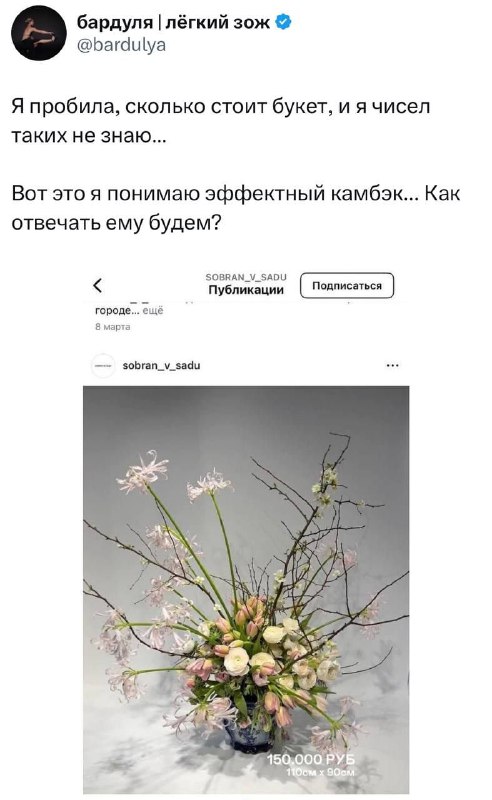 бардуля | лёгкий зож
@bardulya
Я пробила, сколько стоит букет, и я чисел
таких не знаю...
Вот это я понимаю эффектный камбэк... Как
отвечать ему будем?
SOBRAN_V_SADU
Публикации
Подписаться
городе... ещё
8 марта
sobran_v_sadu
150.000 РУБ
110см х 90см